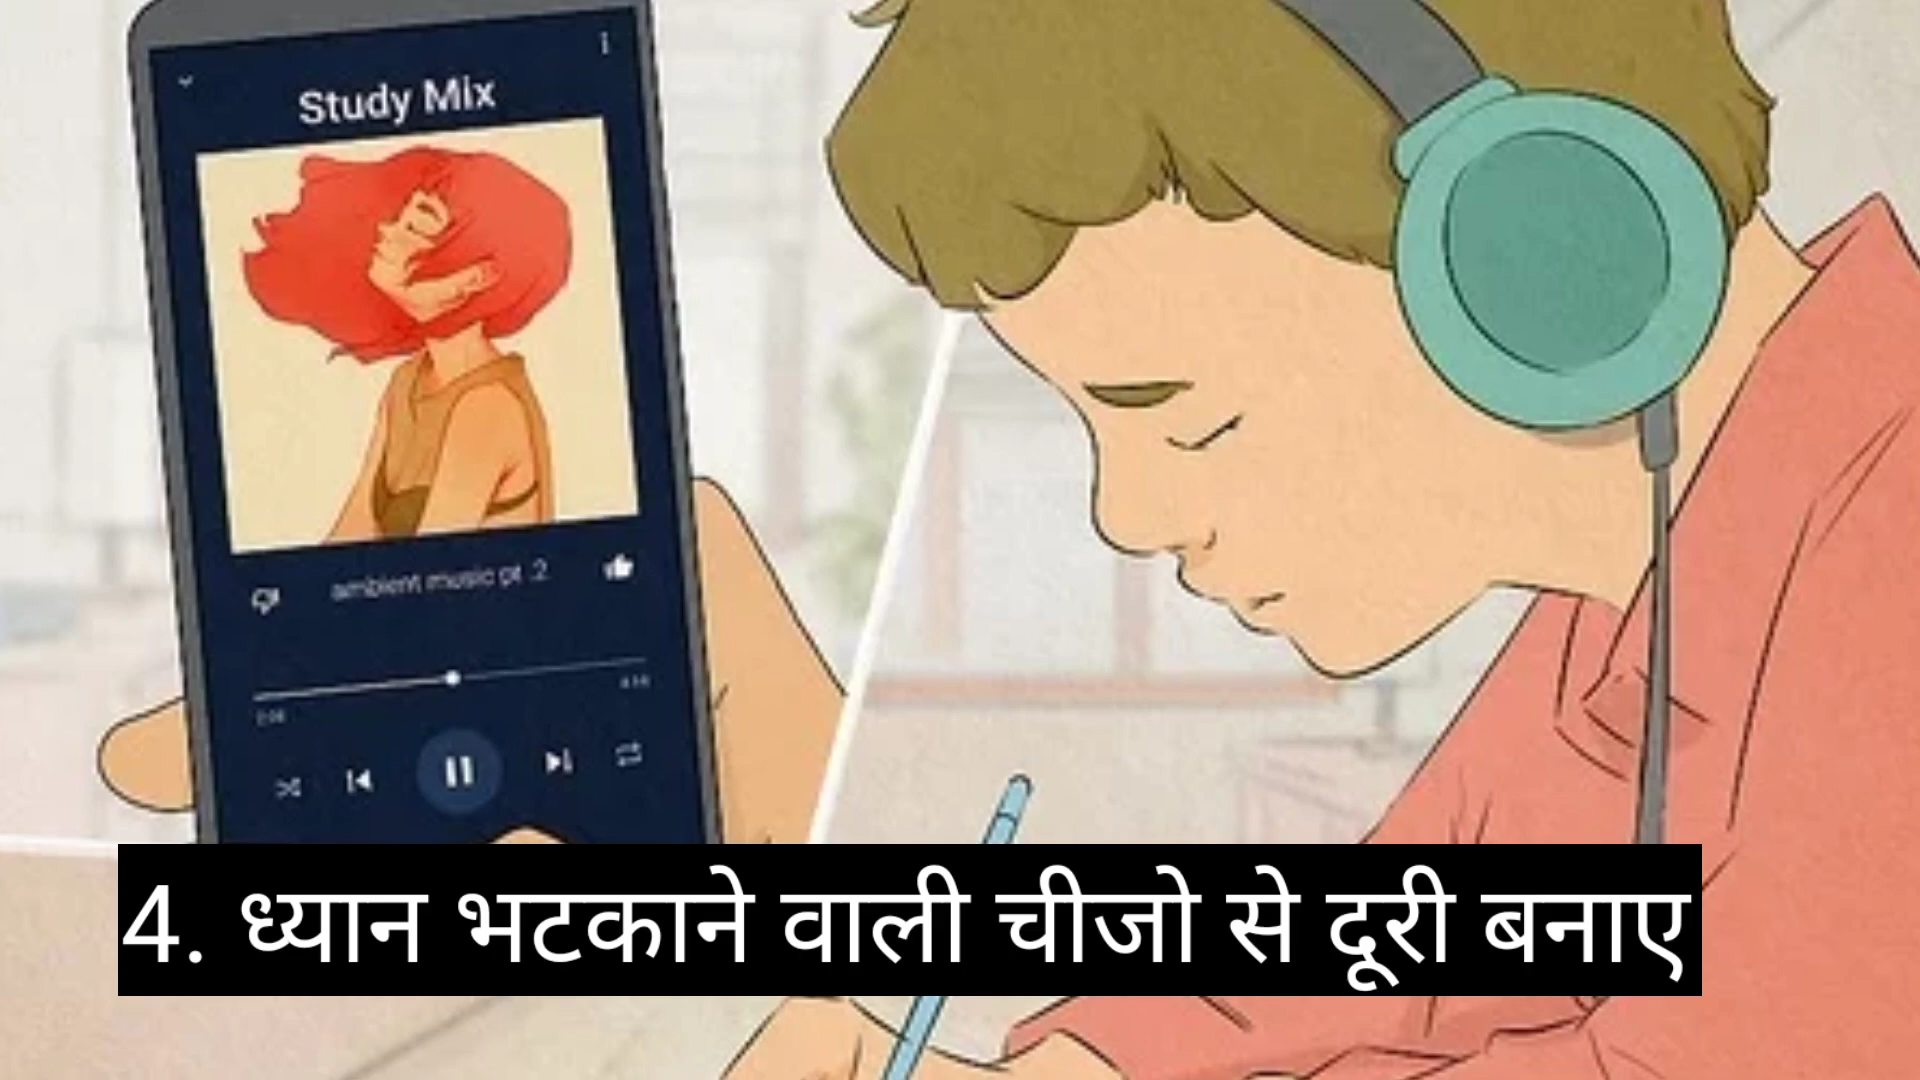 Study Mix
ambient music pt .2
4. ध्यान भटकाने वाली चीजो से दूरी बनाए